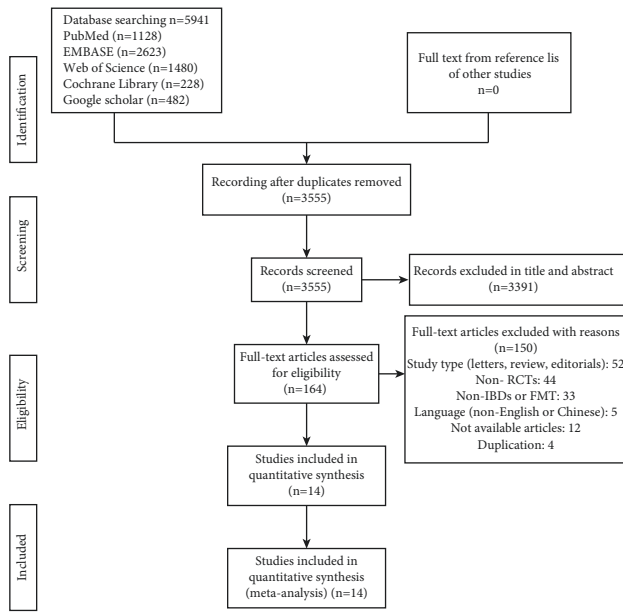 Database searching n=5941
PubMed (n=1128)
EMBASE (n=2623)
Web of Science (n=1480)
Cochrane Library (n=228)
Google scholar (n=482)
Full text from reference lis
of other studies
n=0
Identification
Recording after duplicates removed
(n=3555)
Screening
Records screened
(n=3555)
Records excluded in title and abstract
(n=3391)
Full-text articles assessed
for eligibility
(n=164)
Full-text articles excluded with reasons
(n=150)
Study type (letters, review, editorials): 52
Non- RCTs: 44
Non-IBDs or FMT: 33
Language (non-English or Chinese): 5
Not available articles: 12
Duplication: 4
Eligibility
Studies included in
quantitative synthesis
(n=14)
Included
Studies included in
quantitative synthesis
(meta-analysis) (n=14)